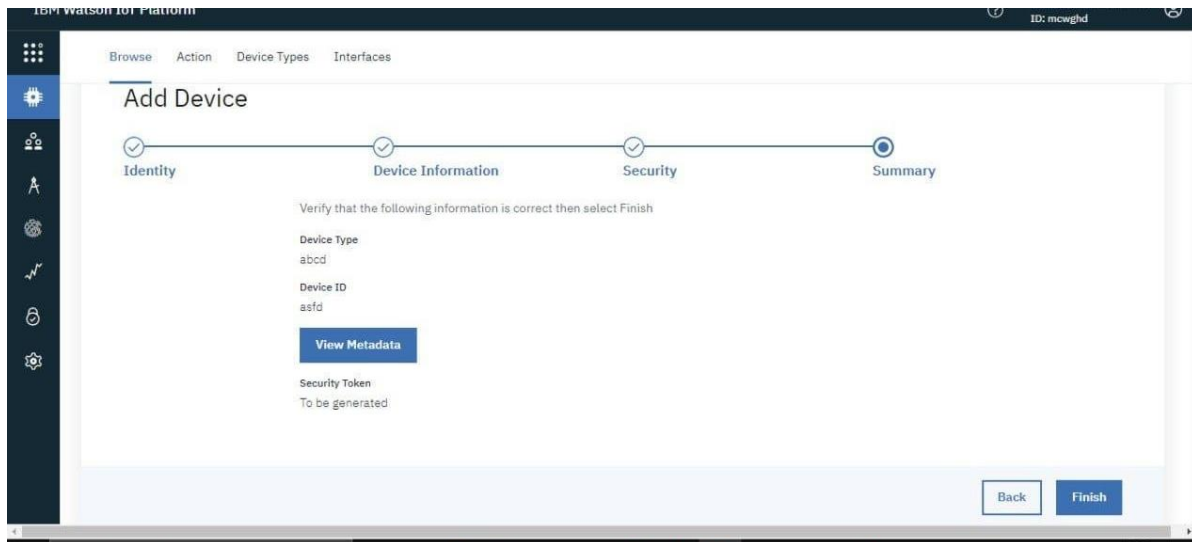 IBM Watson IoT Platform
ID: mcwghd
Browse Action Device Types Interfaces
Add Device
Identity Device Information Security Summary
Verify that the following information is correct then select Finish
Device Type
abcd
Device ID
asfd
View Metadata
Security Token
To be generated
Back Finish